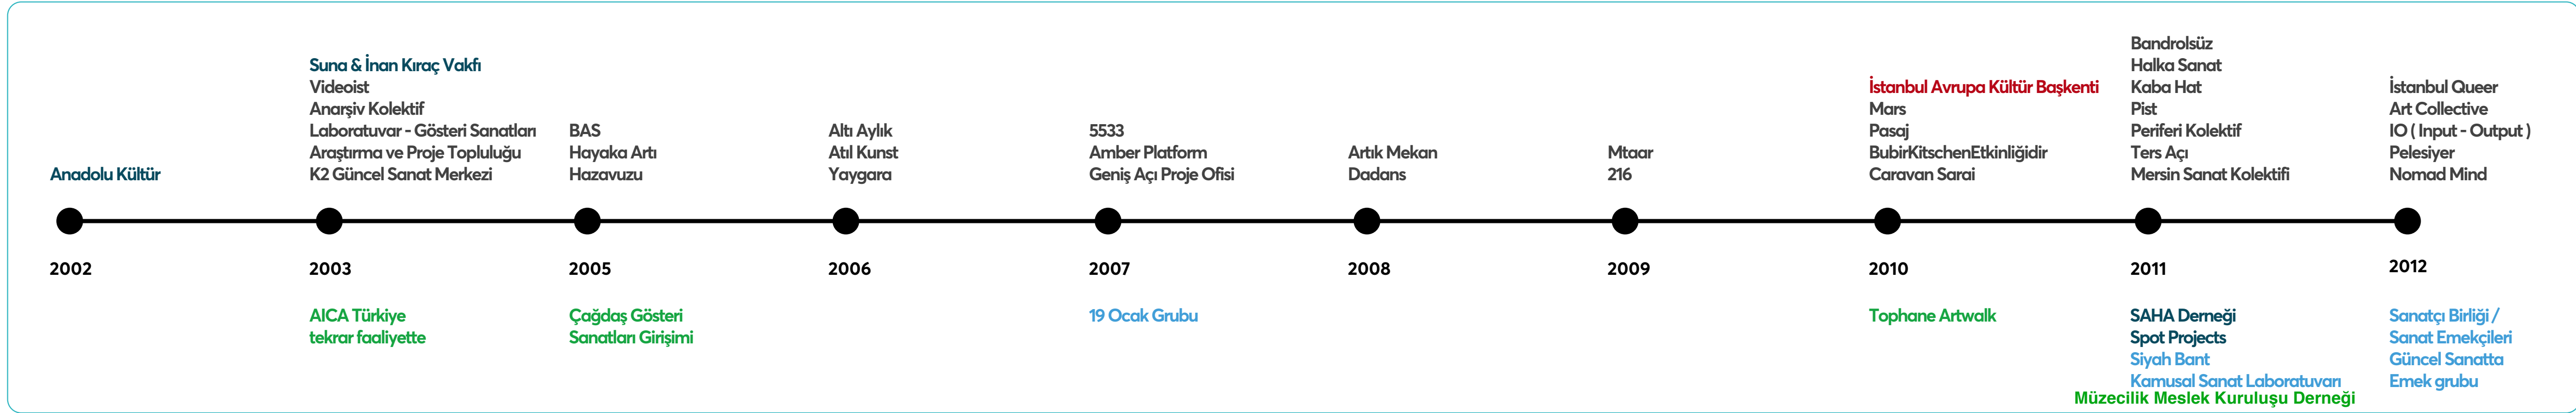 Anadolu Kültür
2002
Suna & İnan Kıraç Vakfı
Videoist
Anarşiv Kolektif
Laboratuvar - Gösteri Sanatları
Araştırma ve Proje Topluluğu
K2 Güncel Sanat Merkezi
2003
AICA Türkiye
tekrar faaliyette
BAS
Hayaka Artı
Hazavuzu
2005
Çağdaş Gösteri
Sanatları Girişimi
Altı Aylık
Atıl Kunst
Yaygara
2006
5533
Amber Platform
Geniş Açı Proje Ofisi
2007
19 Ocak Grubu
Artık Mekan
Dadans
2008
Mtaar
216
2009
İstanbul Avrupa Kültür Başkenti
Mars
Pasaj
BubirKitschenEtkinliğidir
Caravan Sarai
2010
Tophane Artwalk
Bandrolsüz
Halka Sanat
Kaba Hat
Pist
Periferi Kolektif
Ters Açı
Mersin Sanat Kolektifi
2011
SAHA Derneği
Spot Projects
Siyah Bant
Kamusal Sanat Laboratuvarı
Müzecilik Meslek Kuruluşu Derneği
İstanbul Queer
Art Collective
IO ( Input - Output )
Pelesiyer
Nomad Mind
2012
Sanatçı Birliği /
Sanat Emekçileri
Güncel Sanatta
Emek grubu